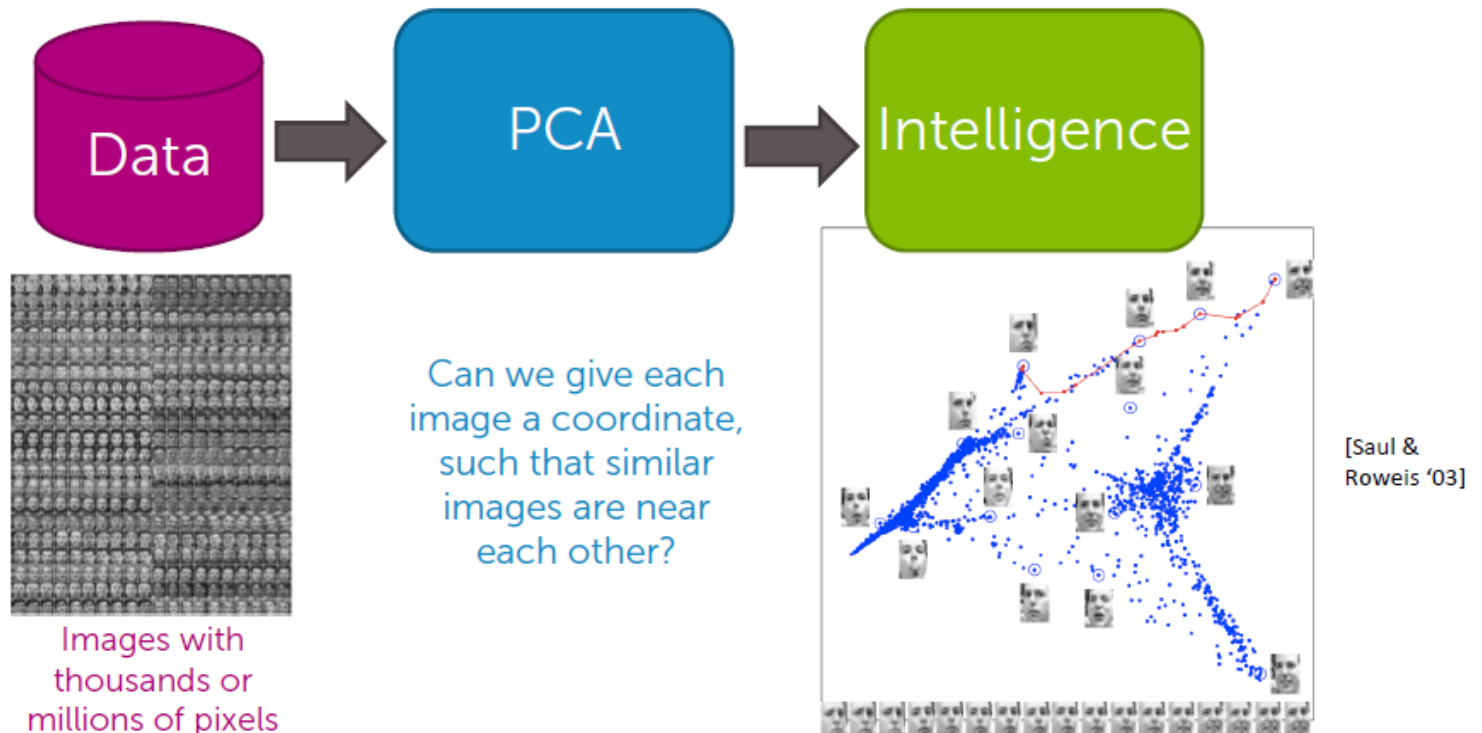 Data
PCA
Intelligence
Images with
thousands or
millions of pixels
Can we give each
image a coordinate,
such that similar
images are near
each other?
[Saul &
Roweis ‘03]